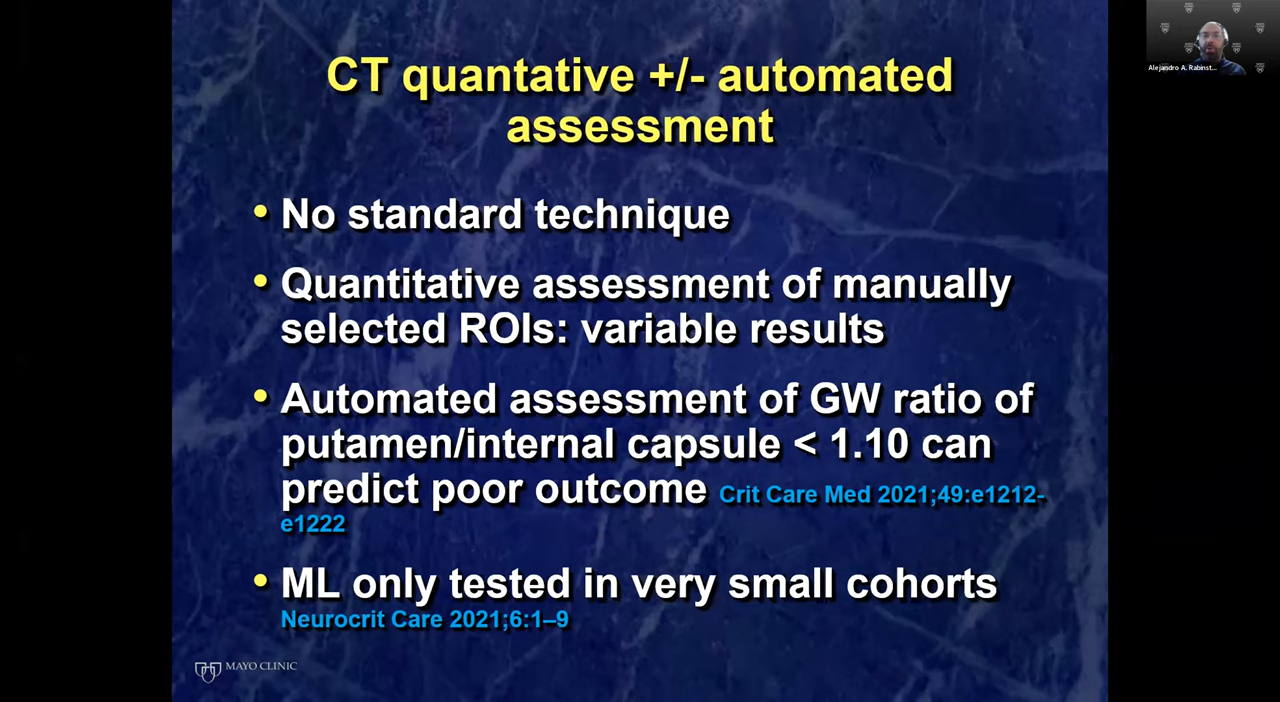 CT quantative +/- automated
assessment
• No standard technique
• Quantitative assessment of manually
selected ROIs: variable results
• Automated assessment of GW ratio of
putamen/internal capsule < 1.10 can
predict poor outcome Crit Care Med 2021;49:e1212-
e1222
• ML only tested in very small cohorts
Neurocrit Care 2021;6:1–9
MAYO CLINIC
Alejandro A. Rabinst...